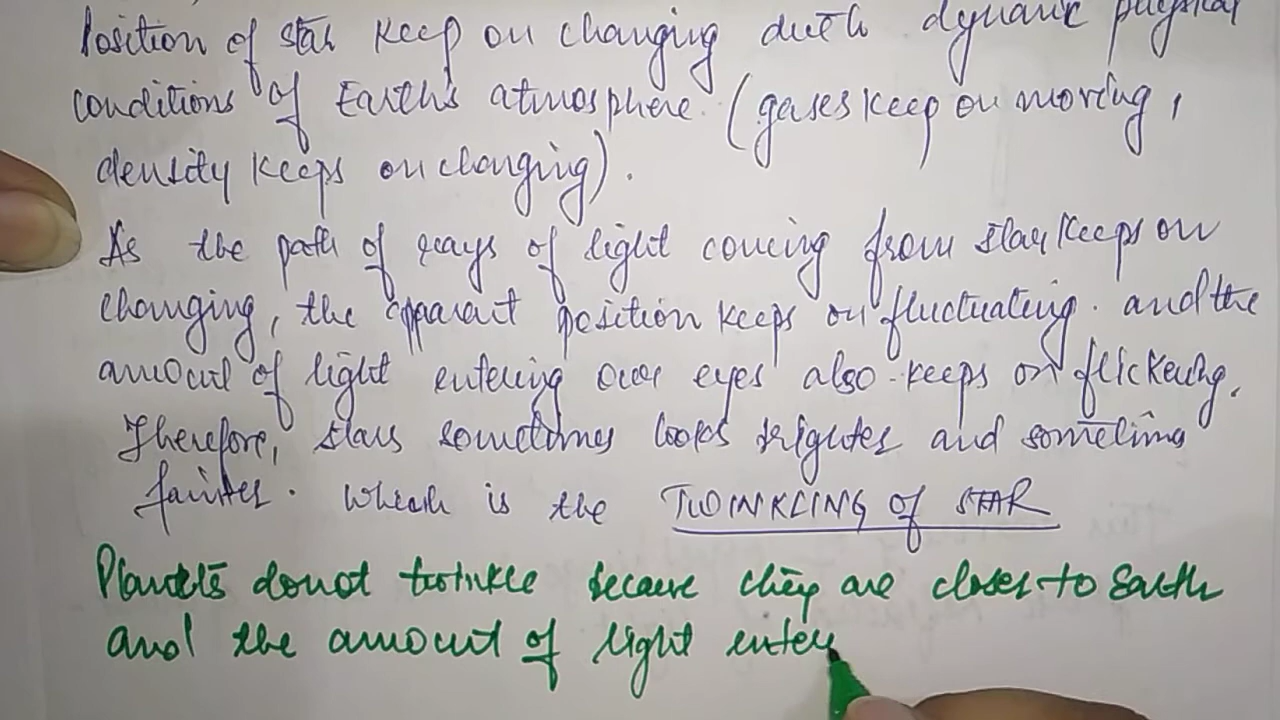 Position of star keep on changing due to dynamic physical
conditions of Earth's atmosphere. (gases keep on moving,
density keeps on changing).
As the path of rays of light coming from star keeps on
changing, the apparant position keeps on fluctuating. and the
amount of light entering our eyes also keeps on flickering.
Therefore, stars sometimes looks brighter and sometime
fainter. Which is the TWINKLING of STAR
Planets donot twinkle because they are closer to Earth
and the amount of light enter